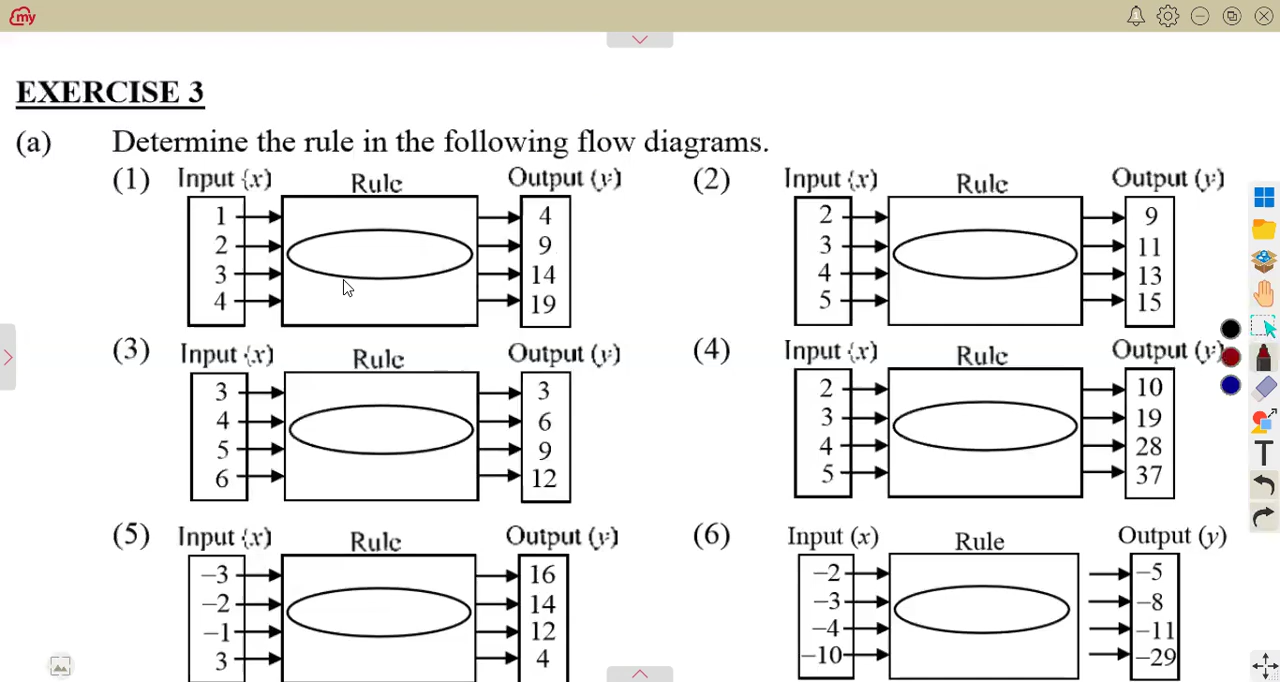 my
EXERCISE 3
(a) Determine the rule in the following flow diagrams.
(1) Input {x) Rule Output (y)
1 4
2 9
3 14
4 19
(2) Input {x) Rule Output (y)
2 9
3 11
4 13
5 15
(3) Input {x) Rule Output (y)
3 3
4 6
5 9
6 12
(4) Input {x) Rule Output (y)
2 10
3 19
4 28
5 37
(5) Input {x) Rule Output (y)
−3 16
−2 14
−1 12
3 4
(6) Input (x) Rule Output (y)
−2 −5
−3 −8
−4 −11
−10 −29
T